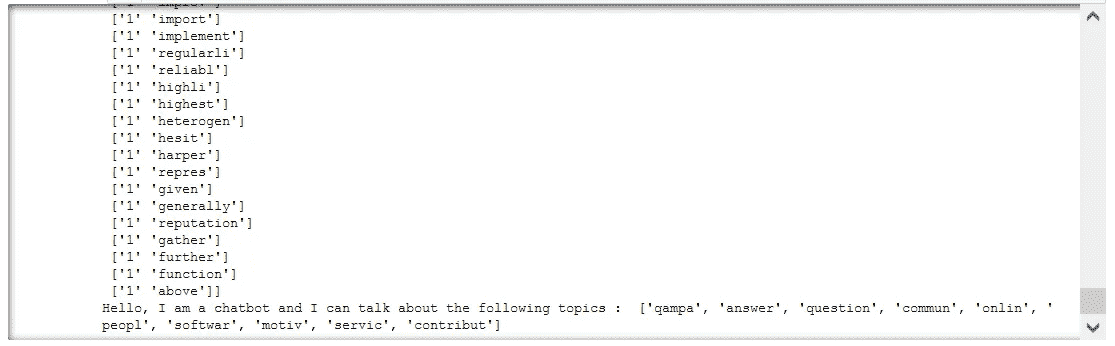 ['1' 'import']
['1' 'implement']
['1' 'regularli']
['1' 'reliabl']
['1' 'highli']
['1' 'highest']
['1' 'heterogen']
['1' 'hesit']
['1' 'harper']
['1' 'repres']
['1' 'given']
['1' 'generally']
['1' 'reputation']
['1' 'gather']
['1' 'further']
['1' 'function']
['1' 'above']]
Hello, I am a chatbot and I can talk about the following topics :  ['qampa', 'answer', 'question', 'commun', 'onlin', '
peopl', 'softwar', 'motiv', 'servic', 'contribut']